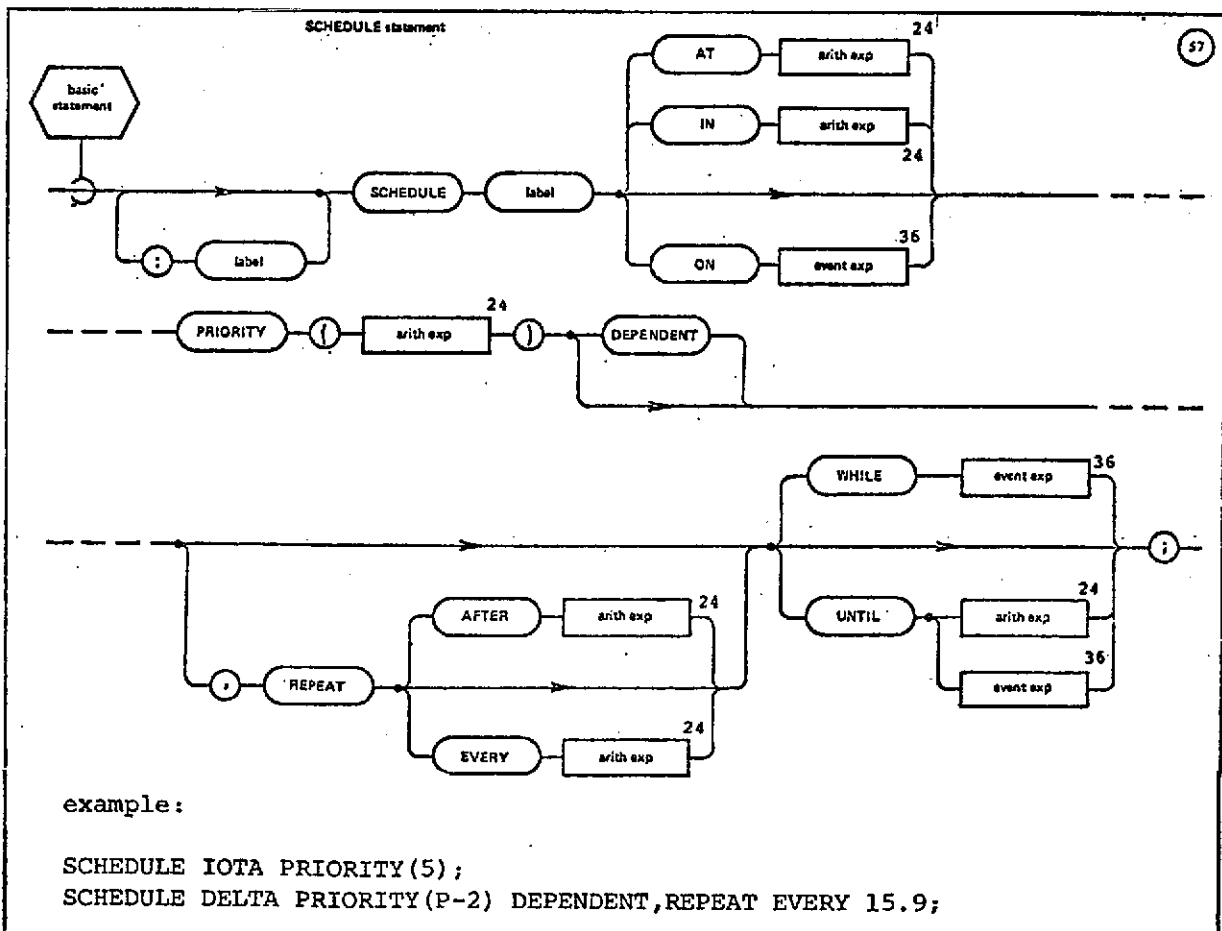 SCHEDULE statement
57
basic statement
AT arith exp 24
IN arith exp 24
SCHEDULE label
: label
ON event exp 36
PRIORITY ( arith exp 24 ) DEPENDENT
WHILE event exp 36
;
UNTIL arith exp 24
event exp 36
, REPEAT
AFTER arith exp 24
EVERY arith exp 24
example:
SCHEDULE IOTA PRIORITY(5);
SCHEDULE DELTA PRIORITY(P-2) DEPENDENT,REPEAT EVERY 15.9;